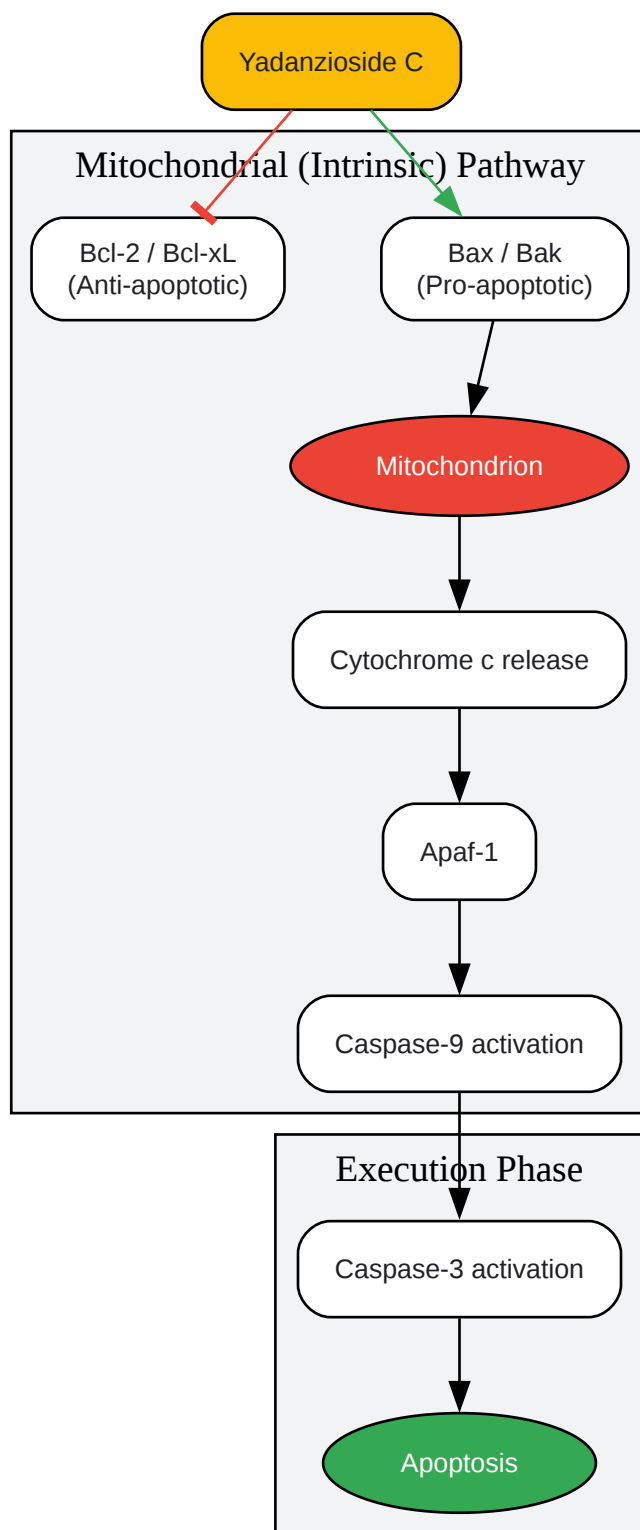 Yadanzioside C
Mitochondrial (Intrinsic) Pathway
Bcl-2 / Bcl-xL
(Anti-apoptotic)
Bax / Bak
(Pro-apoptotic)
Mitochondrion
Cytochrome c release
Apaf-1
Caspase-9 activation
Execution Phase
Caspase-3 activation
Apoptosis